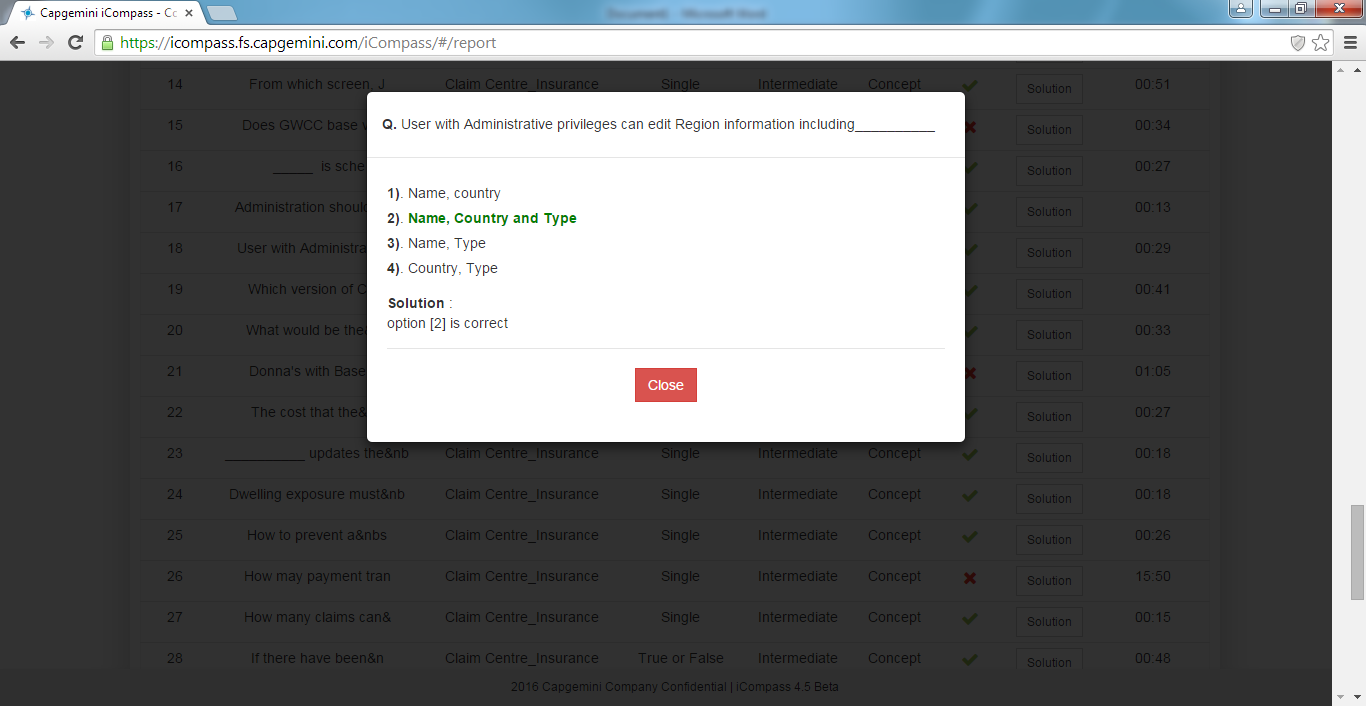 Capgemini iCompass - Cc
Document1 - Microsoft Word
https://icompass.fs.capgemini.com/iCompass/#/report
14 From which screen, J Claim Centre_Insurance Single Intermediate Concept Solution 00:51
Q. User with Administrative privileges can edit Region information including__________
15 Does GWCC base Solution 00:34
16 _____ is sche Solution 00:27
1). Name, country
17 Administration shoul Solution 00:13
2). Name, Country and Type
18 User with Administra Solution 00:29
3). Name, Type
4). Country, Type
19 Which version of C Solution 00:41
Solution :
option [2] is correct
20 What would be the Solution 00:33
21 Donna's with Base Solution 01:05
Close
22 The cost that the& Solution 00:27
23 __________ updates the&nb Claim Centre_Insurance Single Intermediate Concept Solution 00:18
24 Dwelling exposure must&nb Claim Centre_Insurance Single Intermediate Concept Solution 00:18
25 How to prevent a&nbs Claim Centre_Insurance Single Intermediate Concept Solution 00:26
26 How may payment tran Claim Centre_Insurance Single Intermediate Concept Solution 15:50
27 How many claims can& Claim Centre_Insurance Single Intermediate Concept Solution 00:15
28 If there have been&n Claim Centre_Insurance True or False Intermediate Concept Solution 00:48
2016 Capgemini Company Confidential | iCompass 4.5 Beta